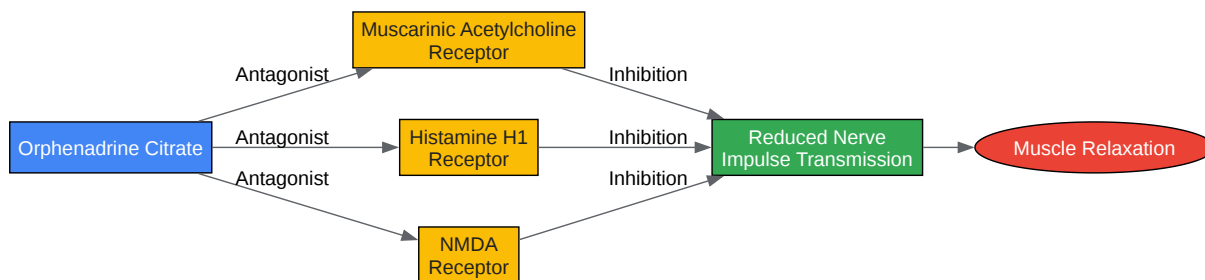 Muscarinic Acetylcholine
Receptor
Antagonist
Inhibition
Orphenadrine Citrate
Antagonist
Histamine H1
Receptor
Inhibition
Reduced Nerve
Impulse Transmission
Muscle Relaxation
Antagonist
Inhibition
NMDA
Receptor